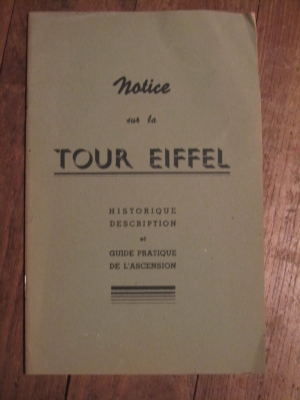 Notice
sur la
TOUR EIFFEL
HISTORIQUE
DESCRIPTION
et
GUIDE PRATIQUE
DE L'ASCENSION